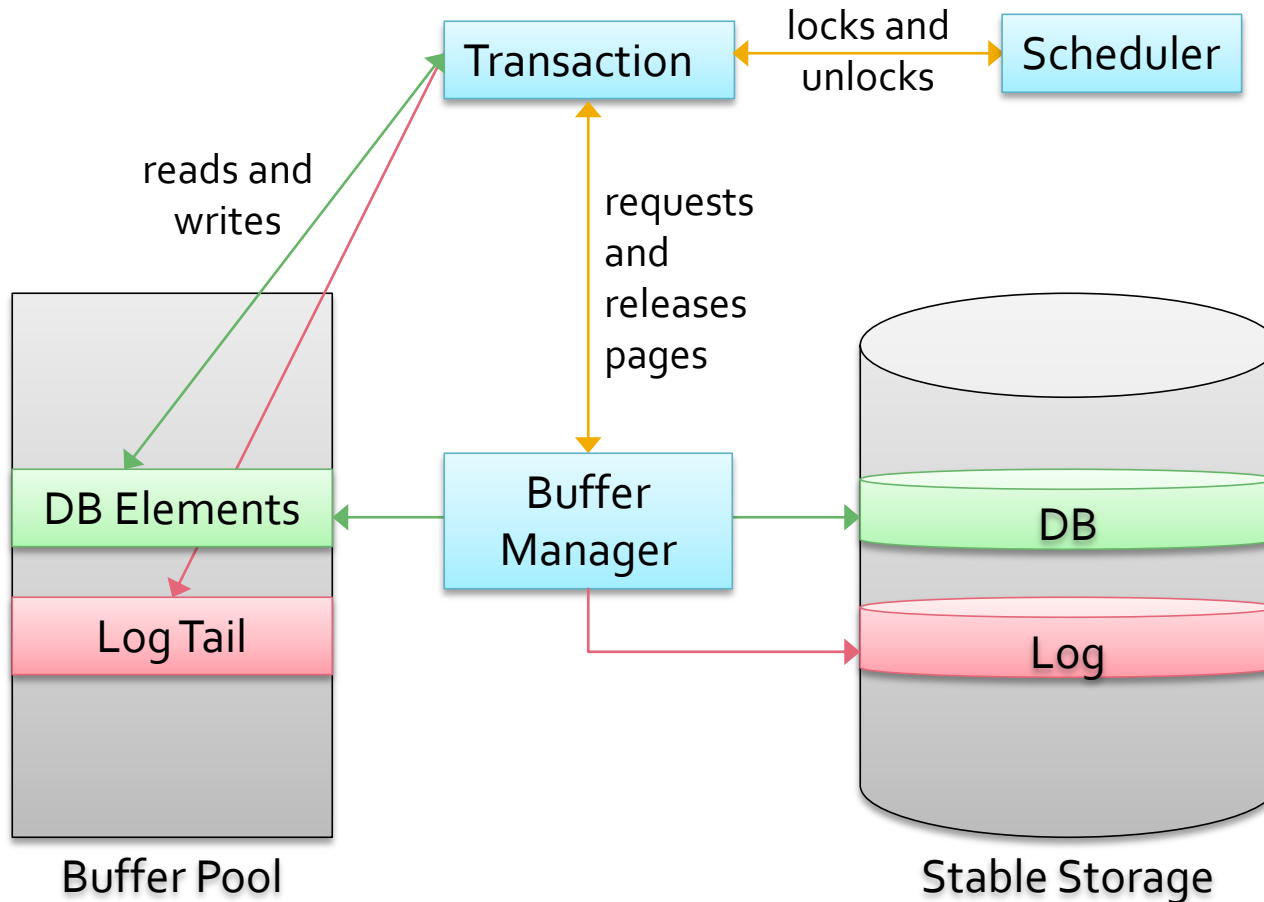 Transaction
locks and
unlocks
Scheduler
reads and
writes
requests
and
releases
pages
DB Elements
Log Tail
Buffer
Manager
DB
Log
Buffer Pool
Stable Storage